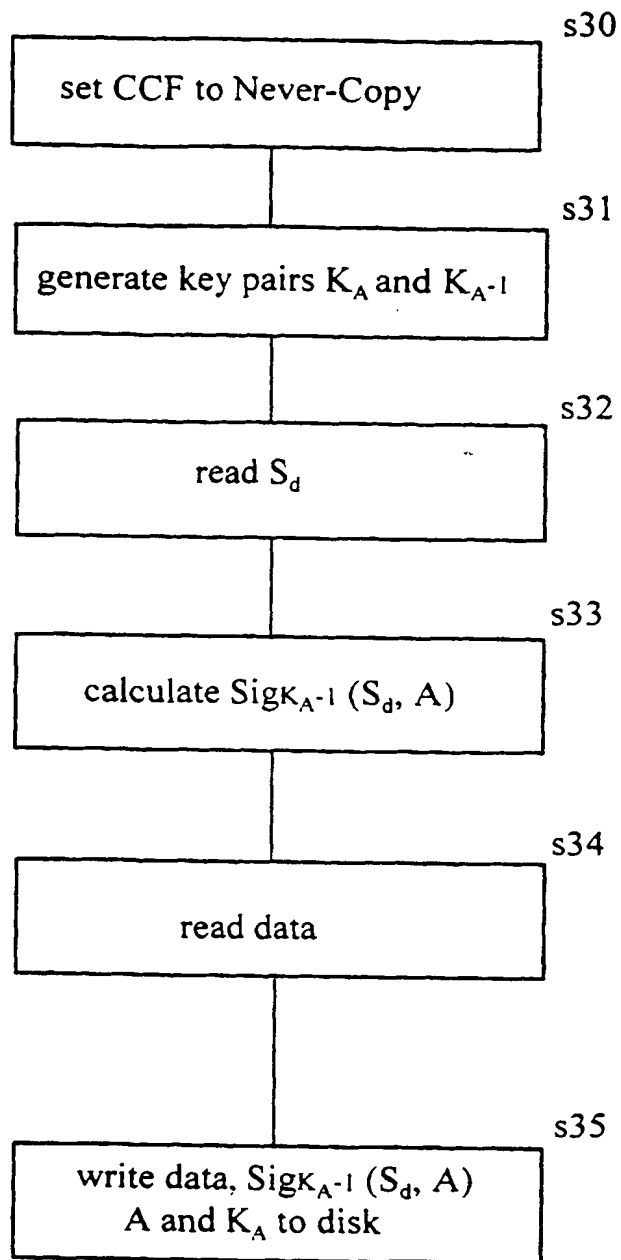 s30
set CCF to Never-Copy
s31
generate key pairs K_A and K_A-1
s32
read S_d
s33
calculate SigK_A-1 (S_d, A)
s34
read data
s35
write data, SigK_A-1 (S_d, A)
A and K_A to disk